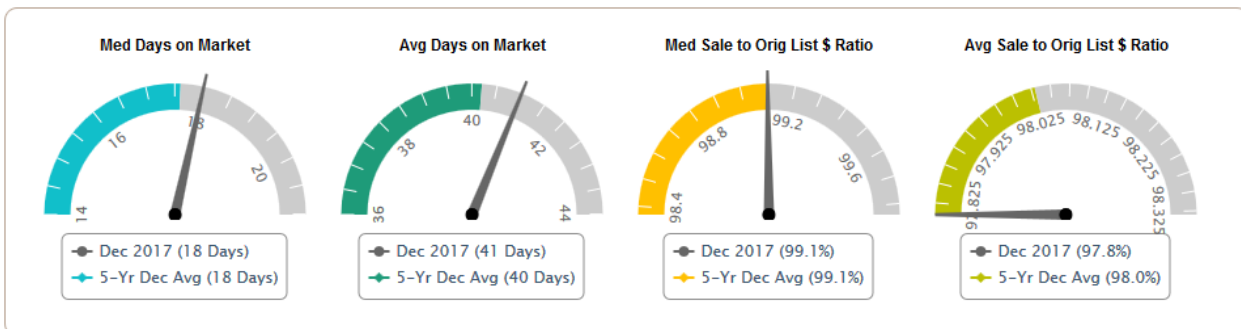 Med Days on Market
14
16
18
20
Dec 2017 (18 Days)
5-Yr Dec Avg (18 Days)
Avg Days on Market
36
38
40
42
44
Dec 2017 (41 Days)
5-Yr Dec Avg (40 Days)
Med Sale to Orig List $ Ratio
98.4
98.8
99.2
99.6
Dec 2017 (99.1%)
5-Yr Dec Avg (99.1%)
Avg Sale to Orig List $ Ratio
97.825
97.925
98.025
98.125
98.225
98.325
Dec 2017 (97.8%)
5-Yr Dec Avg (98.0%)